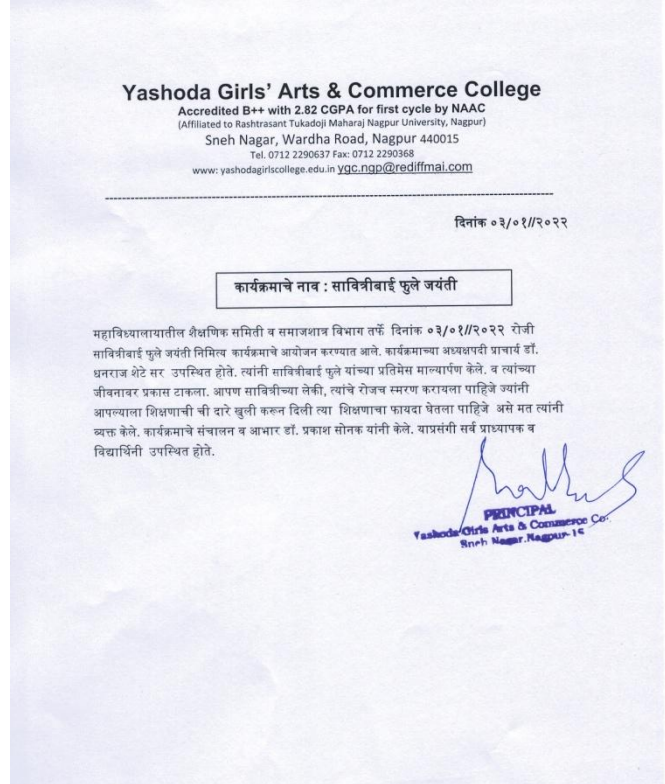 Yashoda Girls' Arts & Commerce College
Accredited B++ with 2.82 CGPA for first cycle by NAAC
(Affiliated to Rashtrasant Tukadoji Maharaj Nagpur University, Nagpur)
Sneh Nagar, Wardha Road, Nagpur 440015
Tel. 0712 2290637 Fax: 0712 2290368
www: yashodagirlscollege.edu.in ygc.ngp@rediffmai.com
दिनांक ०३/०१//२०२२
कार्यक्रमाचे नाव : सावित्रीबाई फुले जयंती
महाविध्यालायातील शैक्षणिक समिती व समाजशात्र विभाग तर्फे दिनांक ०३/०१//२०२२ रोजी
सावित्रीबाई फुले जयंती निमित्य कार्यक्रमाचे आयोजन करण्यात आले. कार्यक्रमाच्या अध्यक्षपदी प्राचार्य डॉ.
धनराज शेटे सर उपस्थित होते. त्यांनी सावित्रीबाई फुले यांच्या प्रतिमेस माल्यार्पण केले. व त्यांच्या
जीवनावर प्रकास टाकला. आपण सावित्रीच्या लेकी, त्यांचे रोजच स्मरण करायला पाहिजे ज्यांनी
आपल्याला शिक्षणाची ची दारे खुली करून दिली त्या शिक्षणाचा फायदा घेतला पाहिजे असे मत त्यांनी
व्यक्त केले. कार्यक्रमाचे संचालन व आभार डॉ. प्रकाश सोनक यांनी केले. याप्रसंगी सर्व प्राध्यापक व
विद्यार्थिनी उपस्थित होते.
PRINCIPAL
Yashoda Girls Arts & Commerce Co.
Sneh Nagar, Nagpur-15